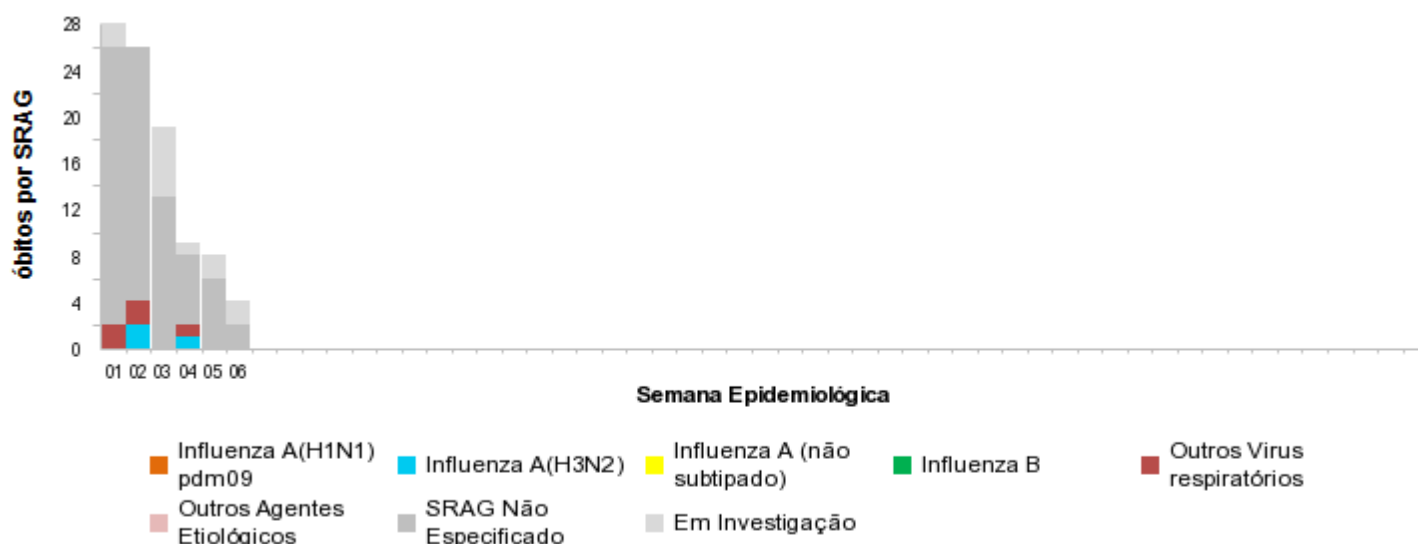 28
24
20
16
12
8
4
0
óbitos por SRAG
01 02 03 04 05 06
Semana Epidemiológica
Influenza A(H1N1)
pdm09
Influenza A(H3N2)
Influenza A (não
subtipado)
Influenza B
Outros Virus
respiratórios
Outros Agentes
Etiológicos
SRAG Não
Especificado
Em Investigação